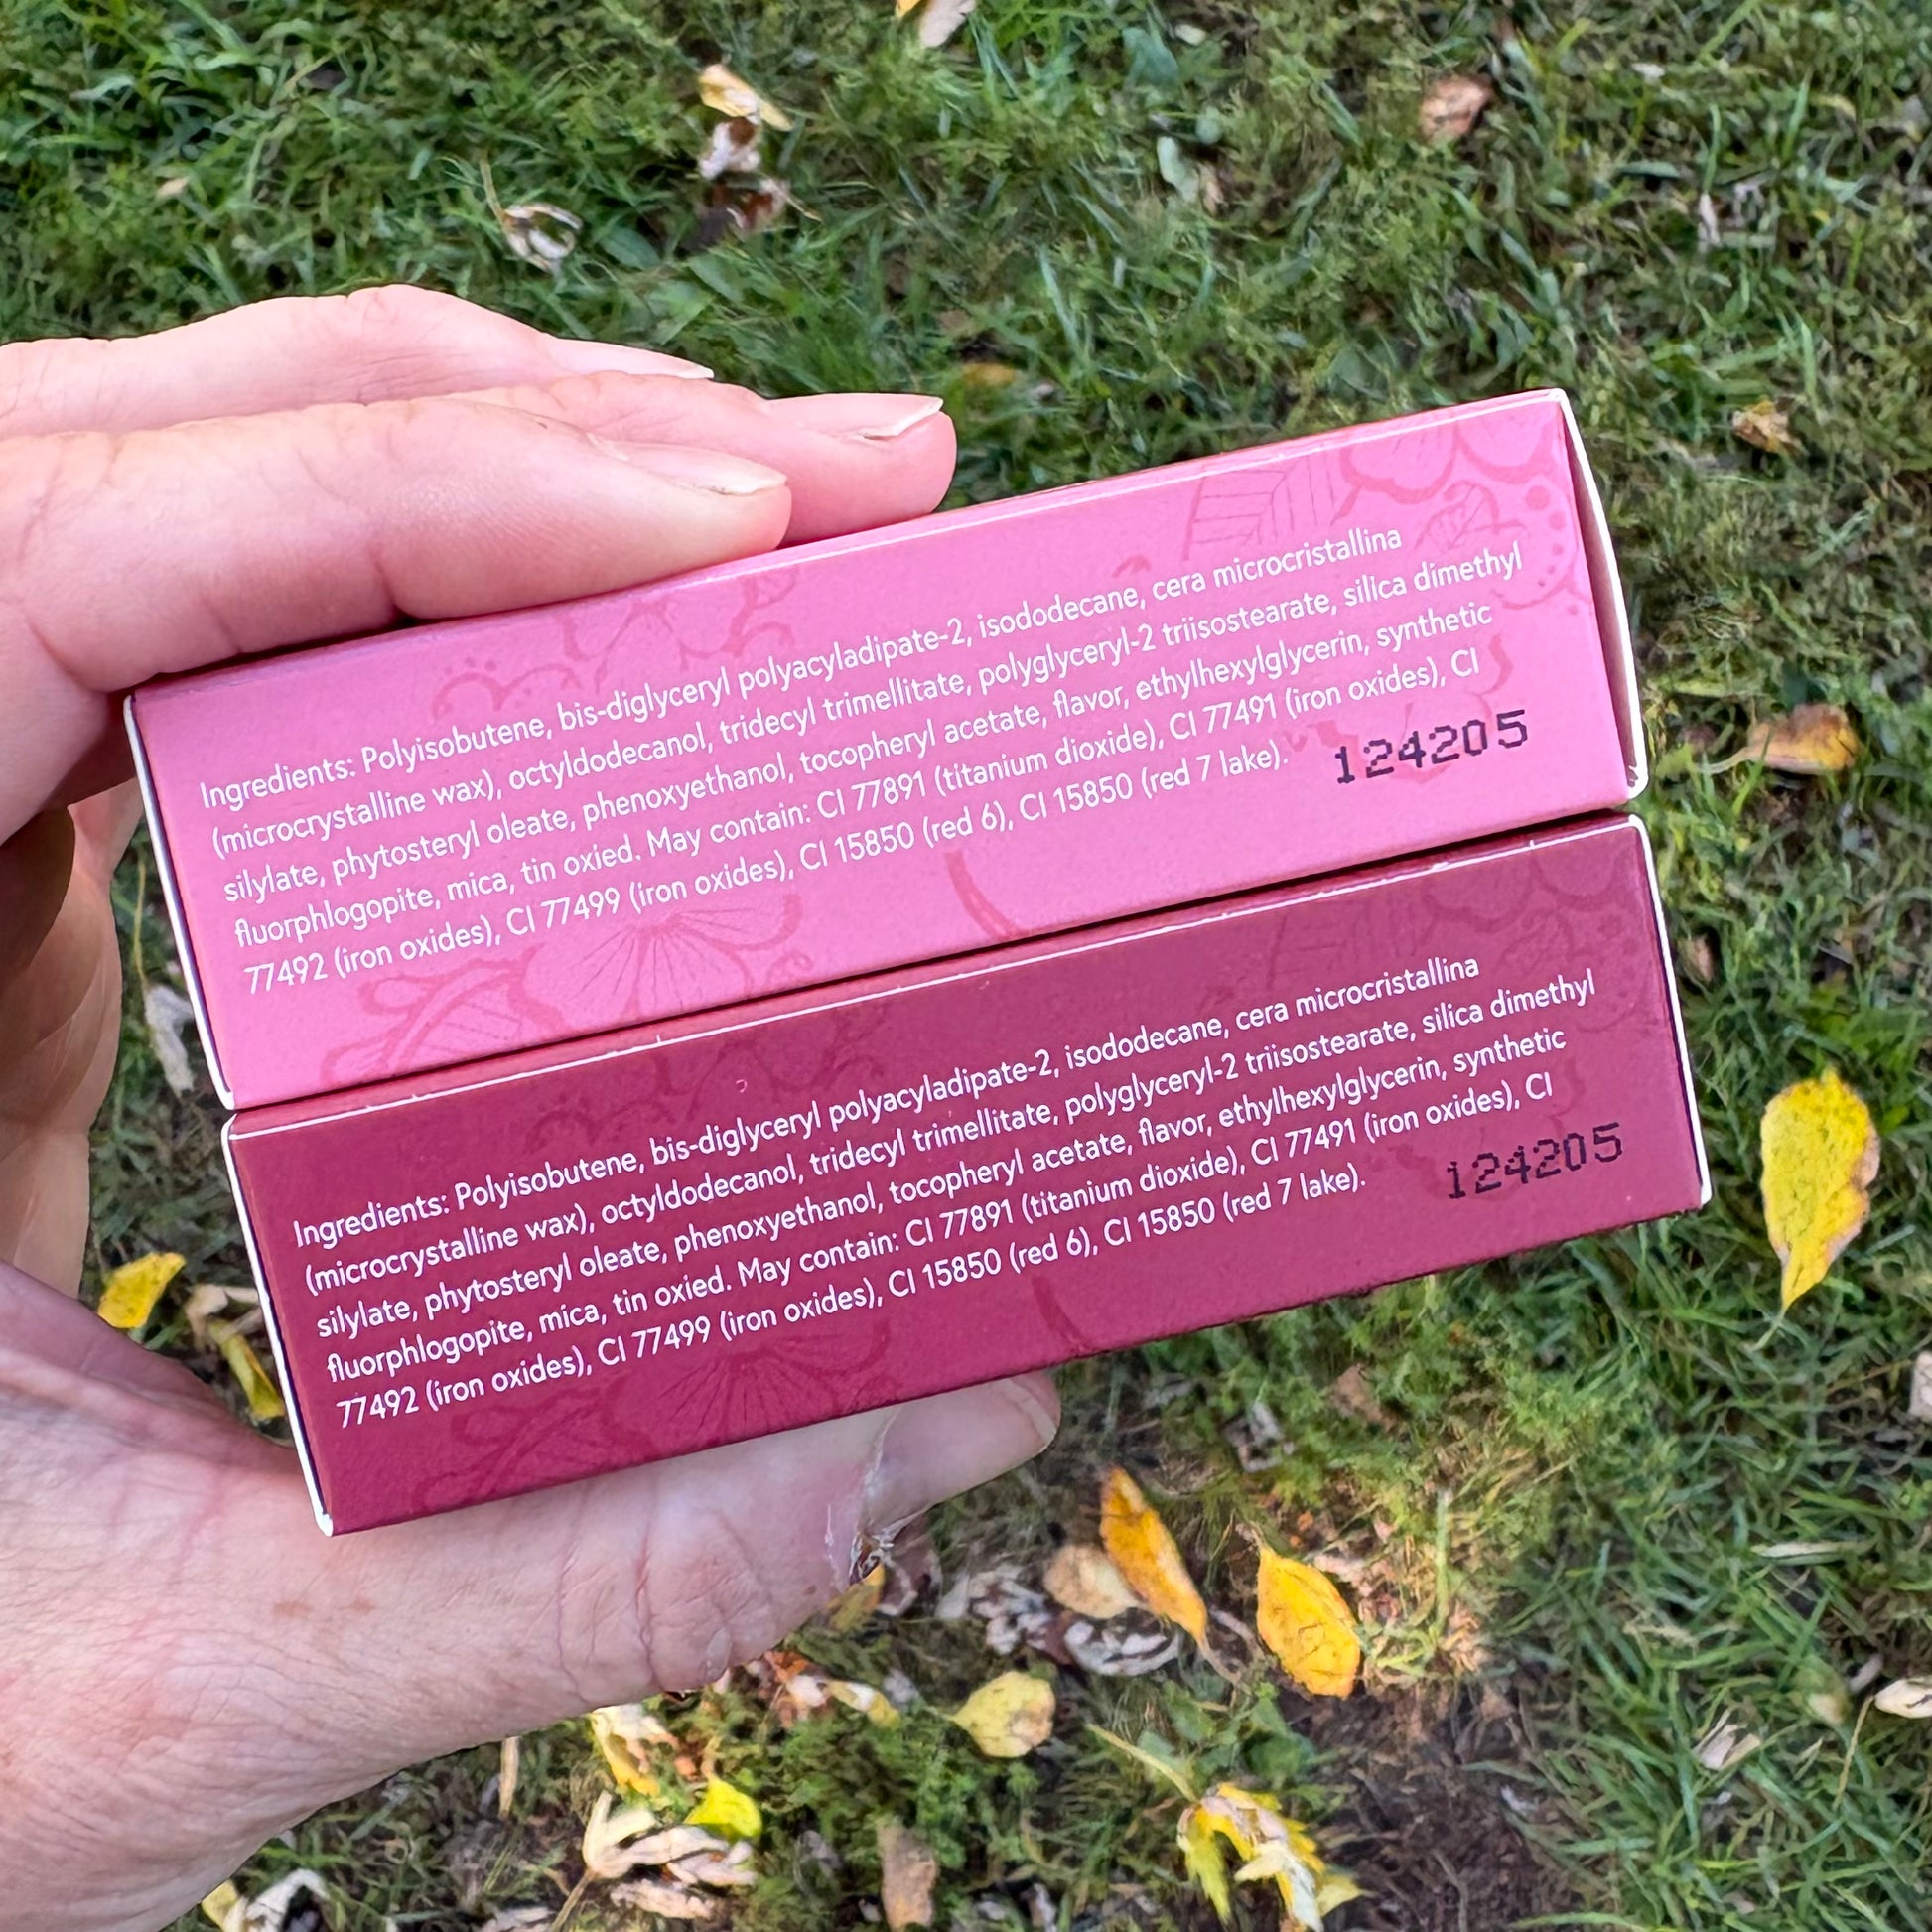 Ingredients: Polyisobutene, bis-diglyceryl polyacyladipate-2, isododecane, cera microcristallina
(microcrystalline wax), octyldodecanol, tridecyl trimellitate, polyglyceryl-2 triisostearate, silica dimethyl
silylate, phytosteryl oleate, phenoxyethanol, tocopheryl acetate, flavor, ethylhexylglycerin, synthetic
fluorphlogopite, mica, tin oxied. May contain: CI 77891 (titanium dioxide), CI 77491 (iron oxides), CI
77492 (iron oxides), CI 77499 (iron oxides), CI 15850 (red 6), CI 15850 (red 7 lake).
124205
Ingredients: Polyisobutene, bis-diglyceryl polyacyladipate-2, isododecane, cera microcristallina
(microcrystalline wax), octyldodecanol, tridecyl trimellitate, polyglyceryl-2 triisostearate, silica dimethyl
silylate, phytosteryl oleate, phenoxyethanol, tocopheryl acetate, flavor, ethylhexylglycerin, synthetic
fluorphlogopite, mica, tin oxied. May contain: CI 77891 (titanium dioxide), CI 77491 (iron oxides), CI
77492 (iron oxides), CI 77499 (iron oxides), CI 15850 (red 6), CI 15850 (red 7 lake).
124205